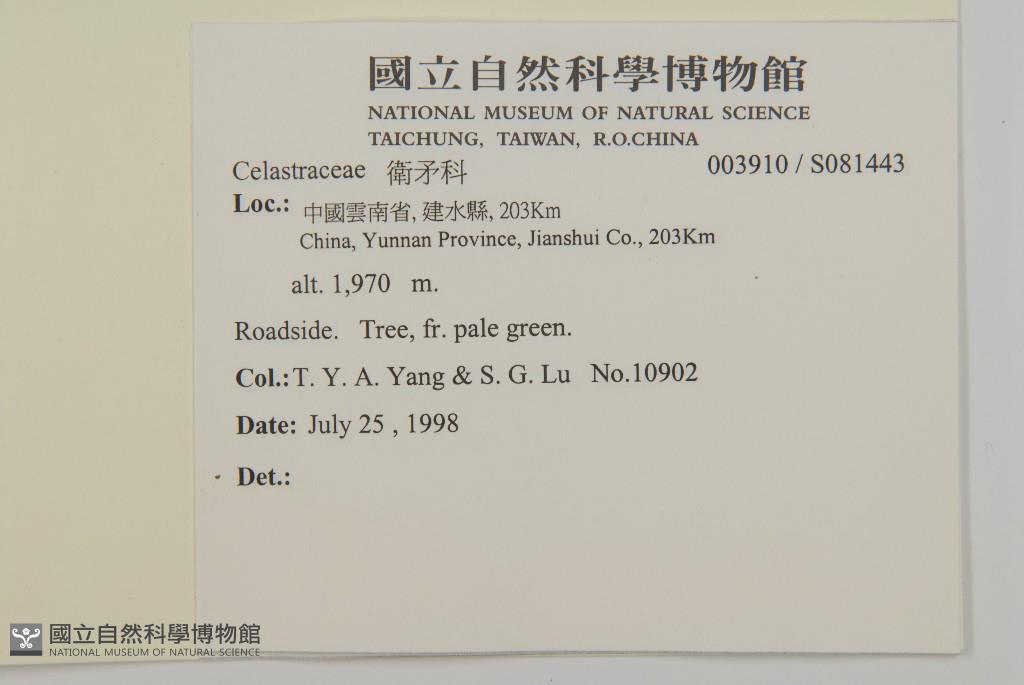 國立自然科學博物館
NATIONAL MUSEUM OF NATURAL SCIENCE
TAICHUNG, TAIWAN, R.O.CHINA
Celastraceae 衛矛科 003910 / S081443
Loc.: 中國雲南省, 建水縣, 203Km
China, Yunnan Province, Jianshui Co., 203Km
alt. 1,970 m.
Roadside. Tree, fr. pale green.
Col.: T. Y. A. Yang & S. G. Lu No.10902
Date: July 25 , 1998
Det.:
國立自然科學博物館
NATIONAL MUSEUM OF NATURAL SCIENCE